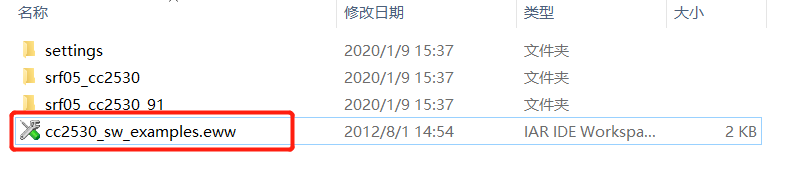 名称 修改日期 类型 大小
settings 2020/1/9 15:37 文件夹
srf05_cc2530 2020/1/9 15:37 文件夹
srf05_cc2530_91 2020/1/9 15:37 文件夹
cc2530_sw_examples.eww 2012/8/1 14:54 IAR IDE Workspa... 2 KB